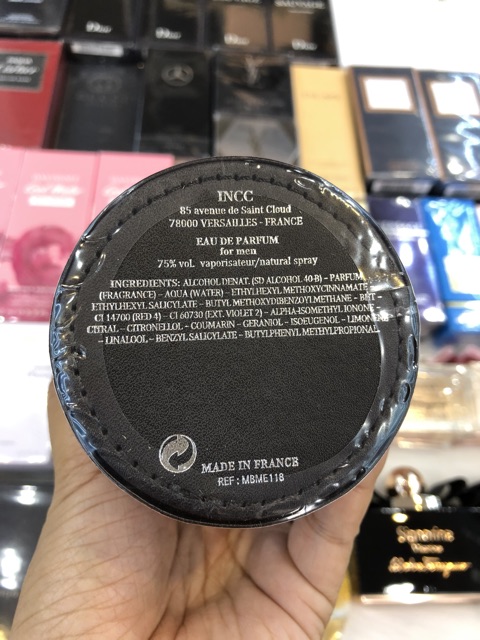 Dior
Dior
Dior
INCC
85 avenue de Saint Cloud
78000 VERSAILLES - FRANCE
EAU DE PARFUM
for men
75% vol. vaporisateur/natural spray
INGREDIENTS: ALCOHOL DENAT. (SD ALCOHOL 40-B) - PARFUM
(FRAGRANCE) - AQUA (WATER) - ETHYLHEXYL METHOXYCINNAMATE
ETHYLHEXYL SALICYLATE - BUTYL METHOXYDIBENZOYLMETHANE - BHT -
CI 14700 (RED 4) - CI 60730 (EXT. VIOLET 2) - ALPHA-ISOMETHYL IONONE -
CITRAL - CITRONELLOL - COUMARIN - GERANIOL - ISOEUGENOL - LIMONENE
- LINALOOL - BENZYL SALICYLATE - BUTYLPHENYL METHYLPROPIONAL
MADE IN FRANCE
REF : MBME118